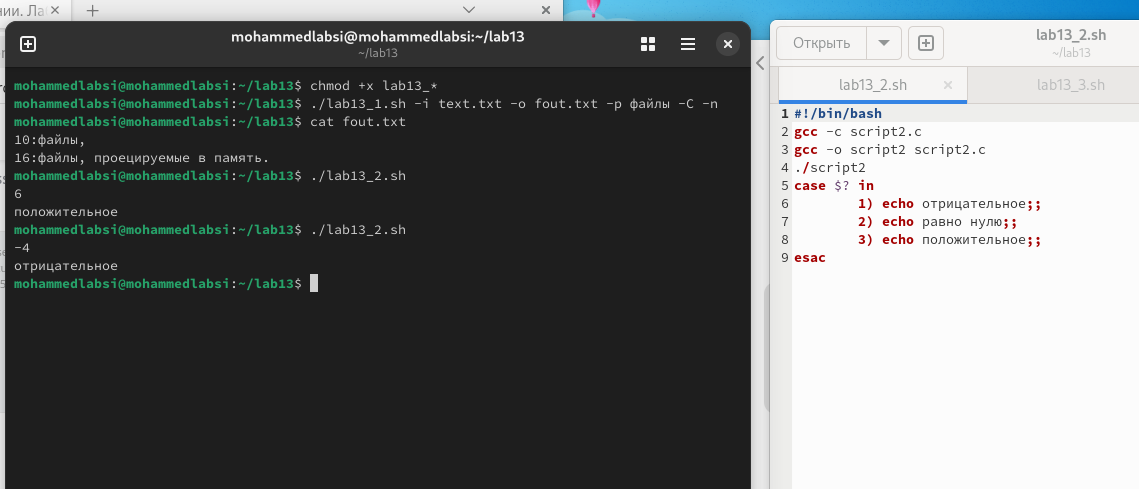 нии. Ла
mohammedlabsi@mohammedlabsi:~/lab13
~/lab13
mohammedlabsi@mohammedlabsi:~/lab13$ chmod +x lab13_*
mohammedlabsi@mohammedlabsi:~/lab13$ ./lab13_1.sh -i text.txt -o fout.txt -p файлы -C -n
mohammedlabsi@mohammedlabsi:~/lab13$ cat fout.txt
10:файлы,
16:файлы, проецируемые в память.
mohammedlabsi@mohammedlabsi:~/lab13$ ./lab13_2.sh
6
положительное
mohammedlabsi@mohammedlabsi:~/lab13$ ./lab13_2.sh
-4
отрицательное
mohammedlabsi@mohammedlabsi:~/lab13$
Открыть
lab13_2.sh
~/lab13
lab13_2.sh
lab13_3.sh
1 #!/bin/bash
2 gcc -c script2.c
3 gcc -o script2 script2.c
4 ./script2
5 case $? in
6 1) echo отрицательное;;
7 2) echo равно нулю;;
8 3) echo положительное;;
9 esac